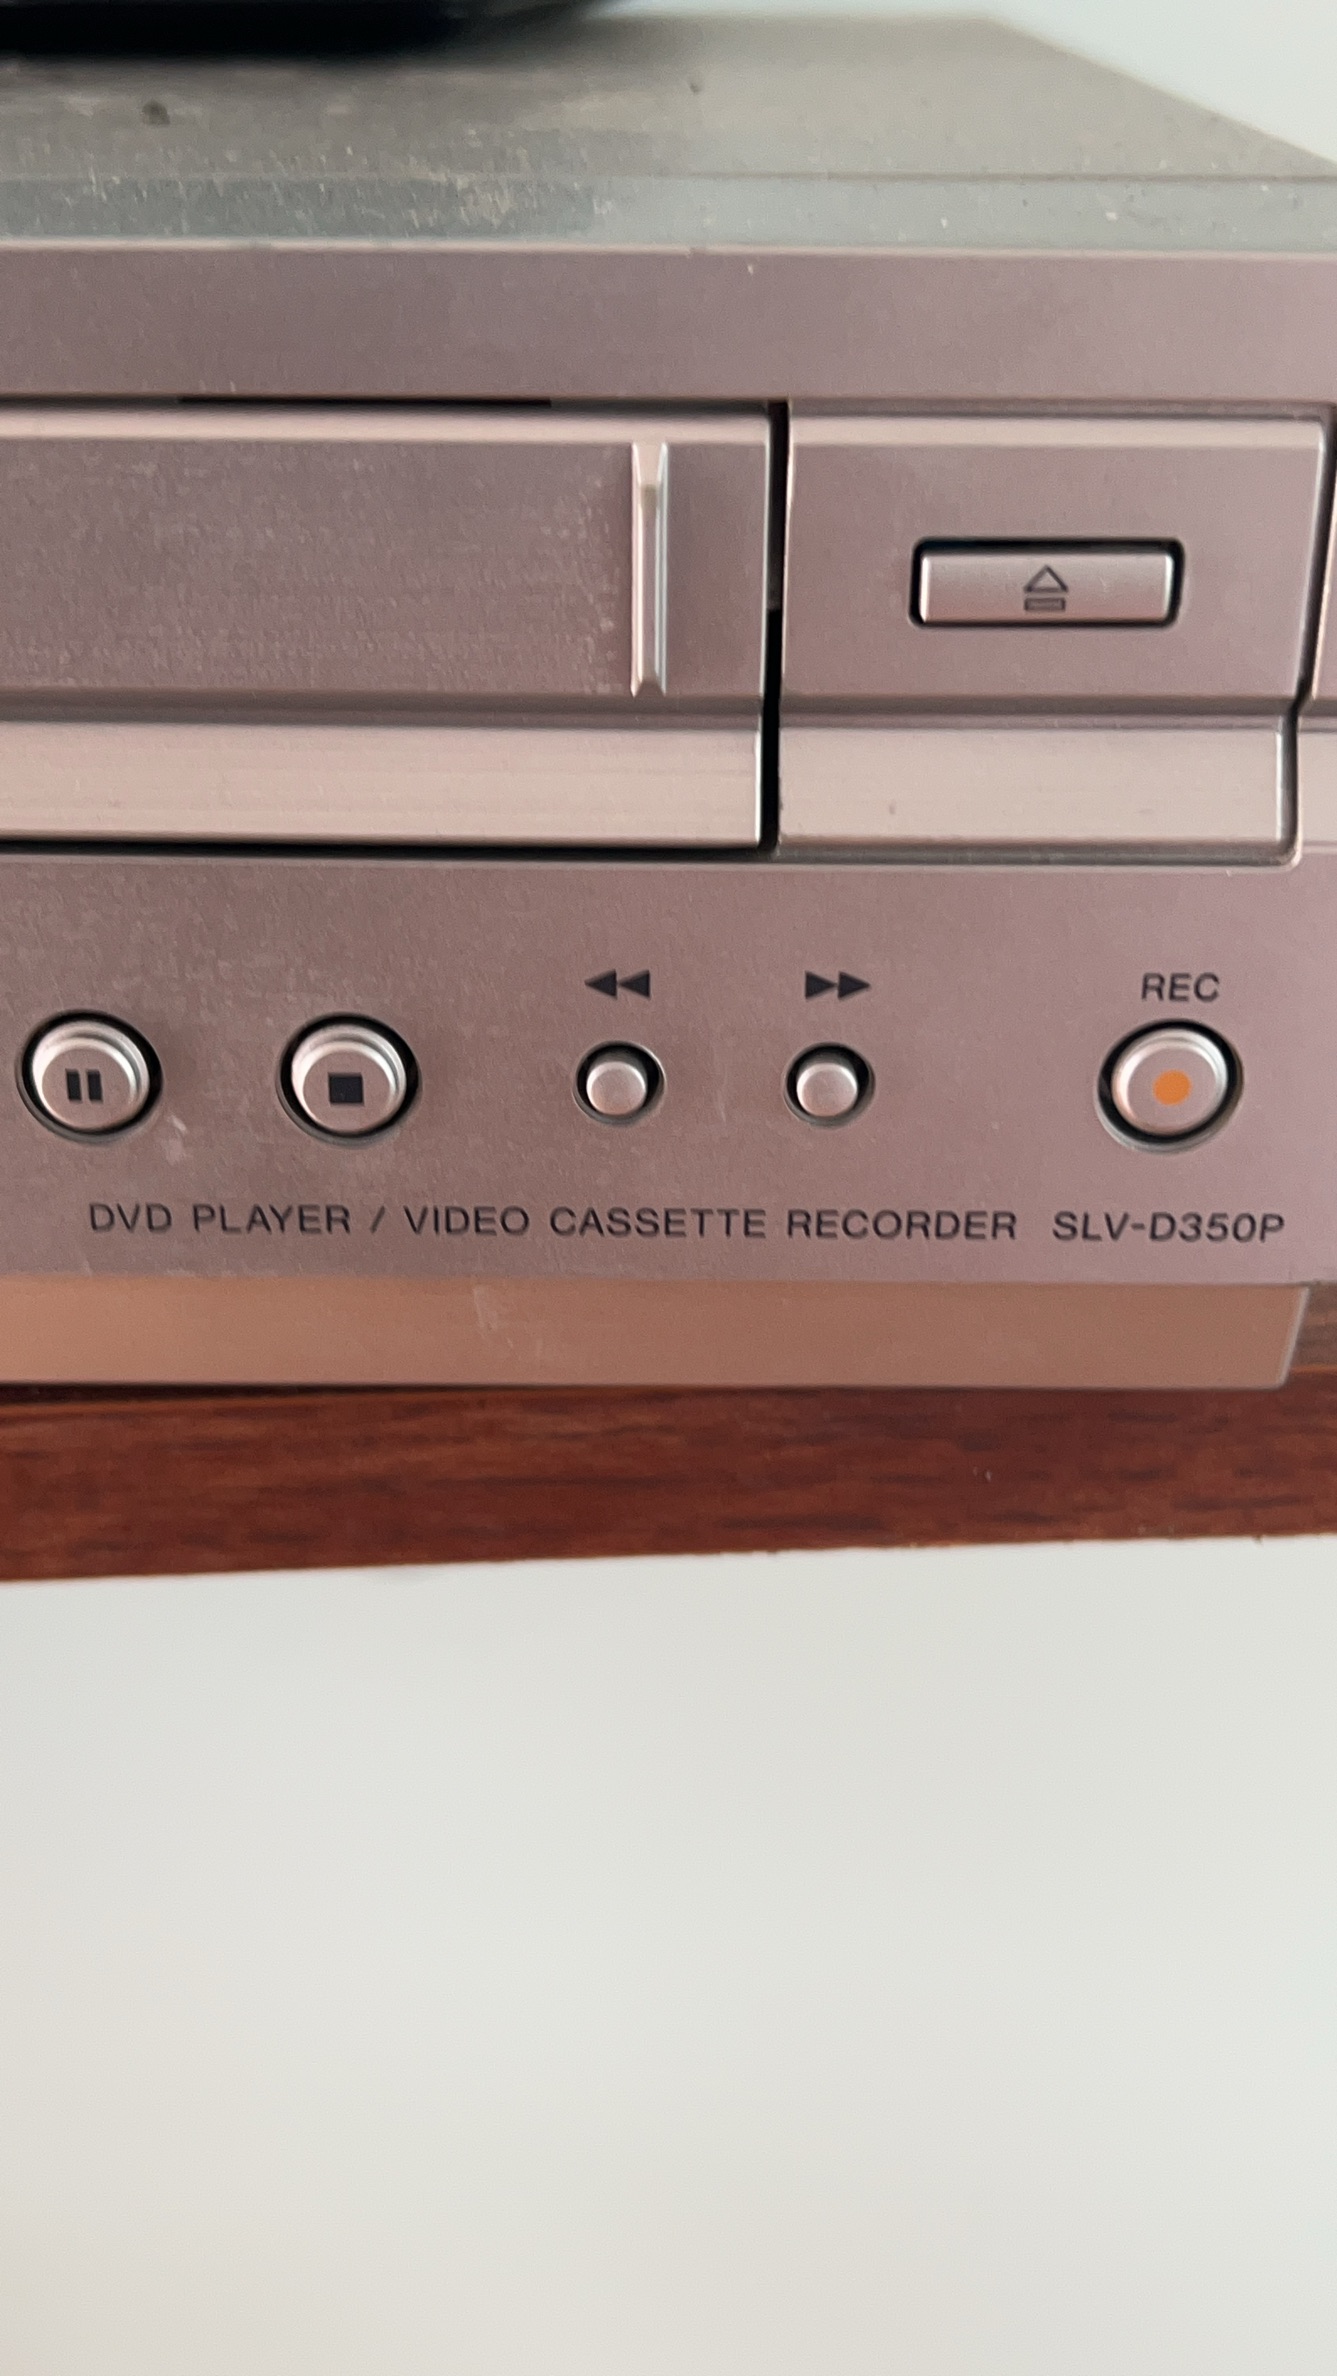 REC
DVD PLAYER / VIDEO CASSETTE RECORDER SLV-D350P